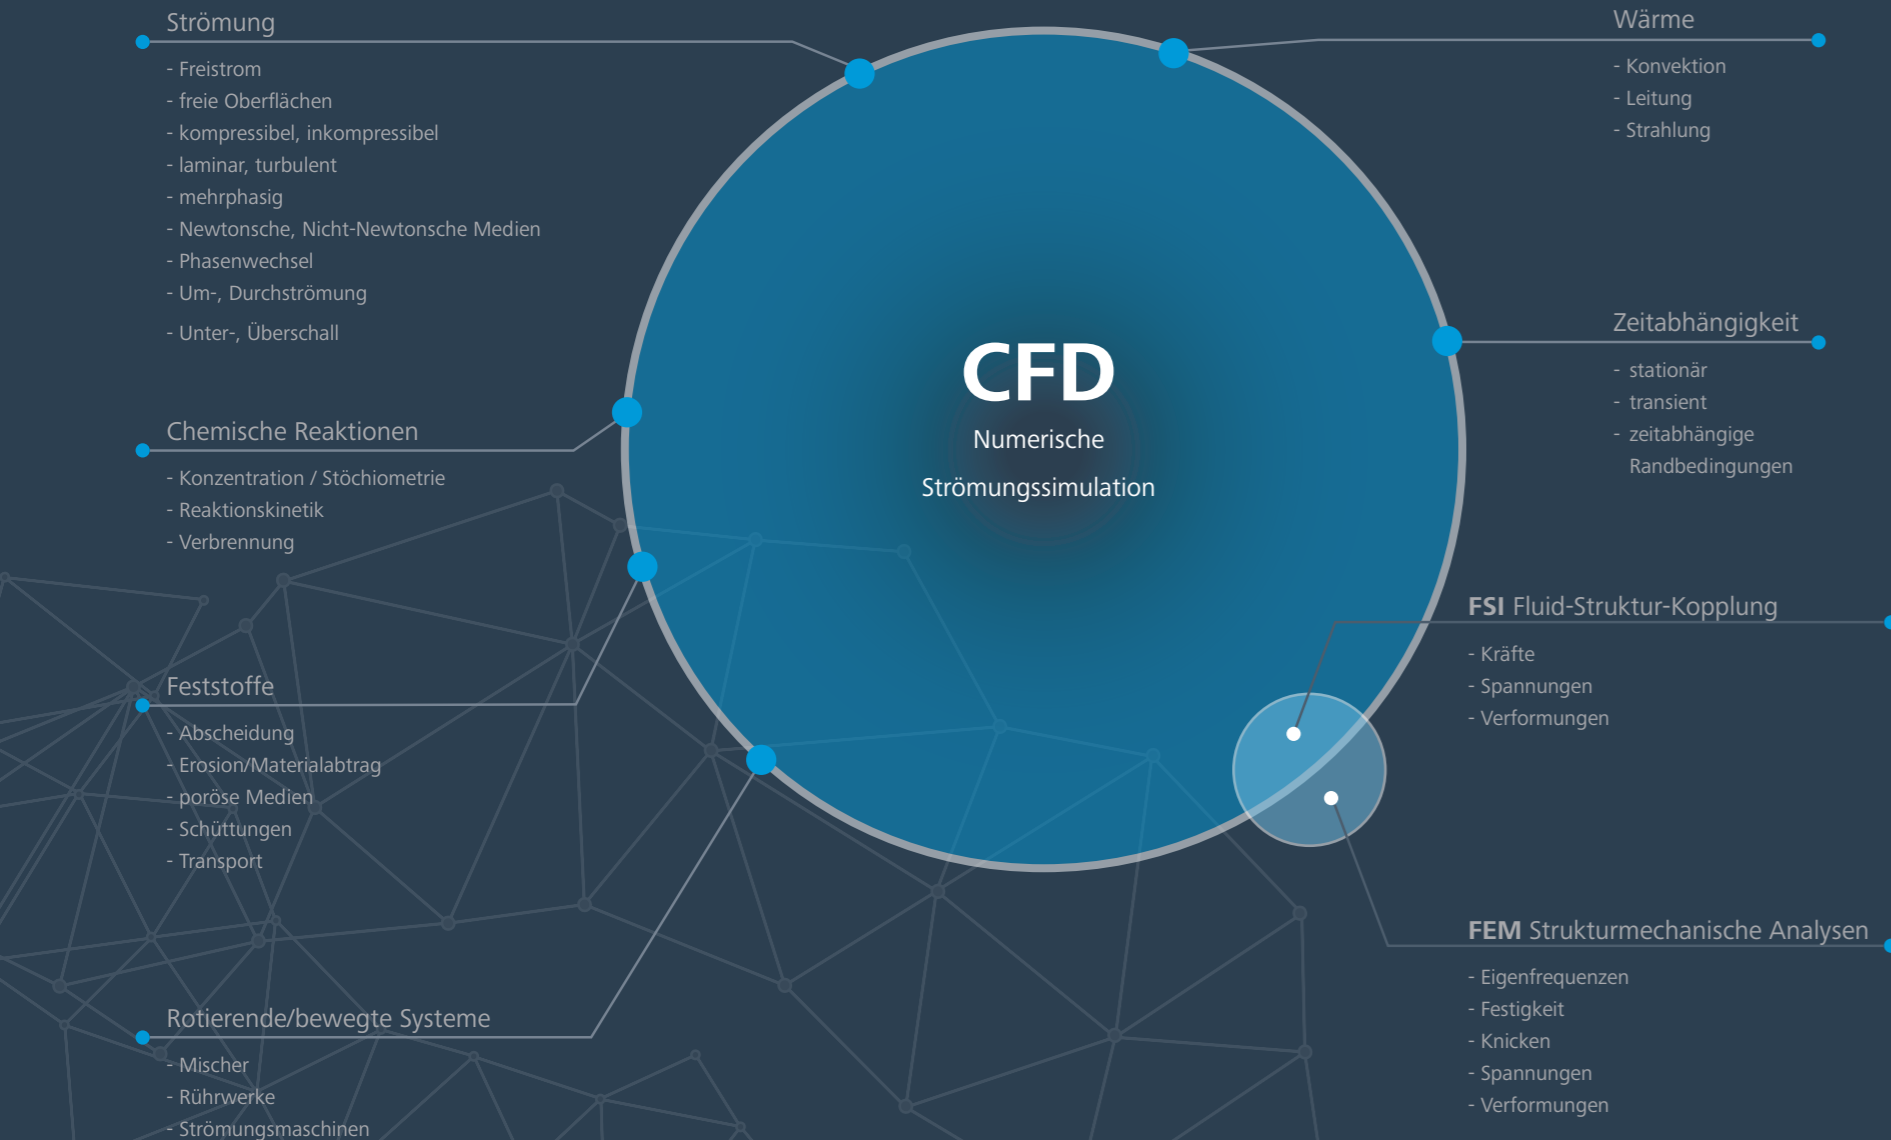 Strömung
- Freistrom
- freie Oberflächen
- kompressibel, inkompressibel
- laminar, turbulent
- mehrphasig
- Newtonsche, Nicht-Newtonsche Medien
- Phasenwechsel
- Um-, Durchströmung
- Unter-, Überschall
Chemische Reaktionen
- Konzentration / Stöchiometrie
- Reaktionskinetik
- Verbrennung
Feststoffe
- Abscheidung
- Erosion/Materialabtrag
- poröse Medien
- Schüttungen
- Transport
Rotierende/bewegte Systeme
- Mischer
- Rührwerke
- Strömungsmaschinen
CFD
Numerische
Strömungssimulation
Wärme
- Konvektion
- Leitung
- Strahlung
Zeitabhängigkeit
- stationär
- transient
- zeitabhängige
Randbedingungen
FSI Fluid-Struktur-Kopplung
- Kräfte
- Spannungen
- Verformungen
FEM Strukturmechanische Analysen
- Eigenfrequenzen
- Festigkeit
- Knicken
- Spannungen
- Verformungen